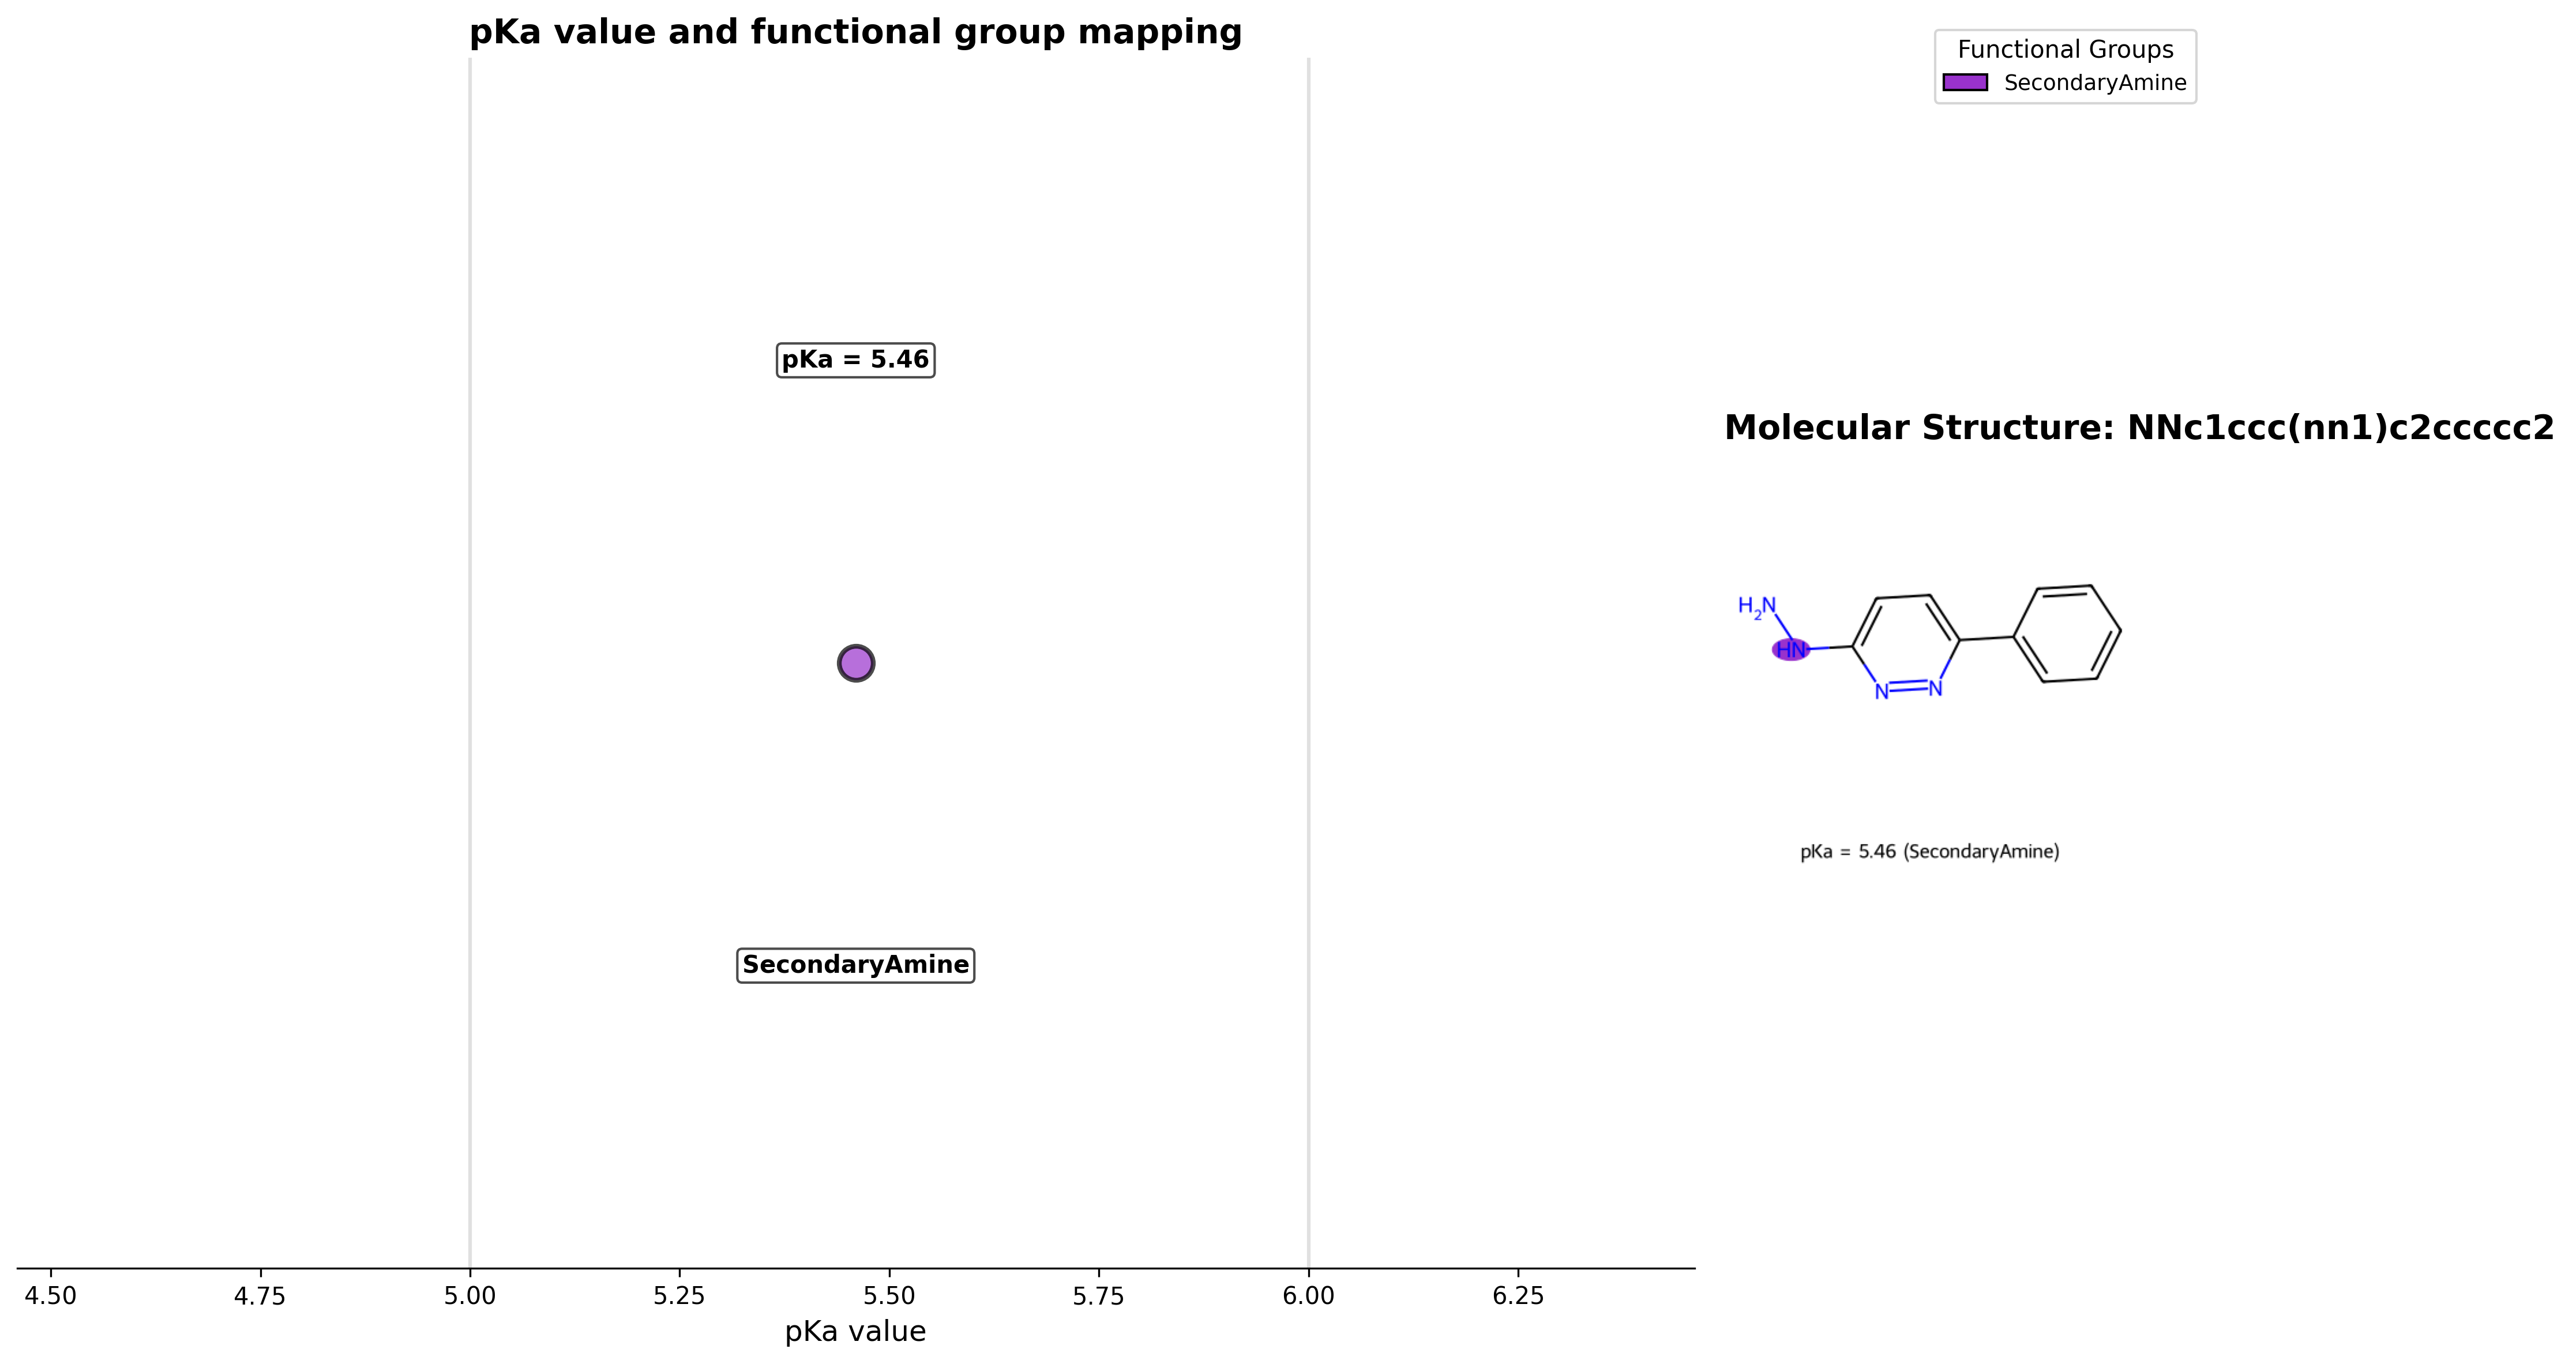 pKa value and functional group mapping
pKa = 5.46
SecondaryAmine
4.50 4.75 5.00 5.25 5.50 5.75 6.00 6.25
pKa value
Functional Groups
SecondaryAmine
Molecular Structure: NNc1ccc(nn1)c2ccccc2
H2N
HN
N N
pKa = 5.46 (SecondaryAmine)